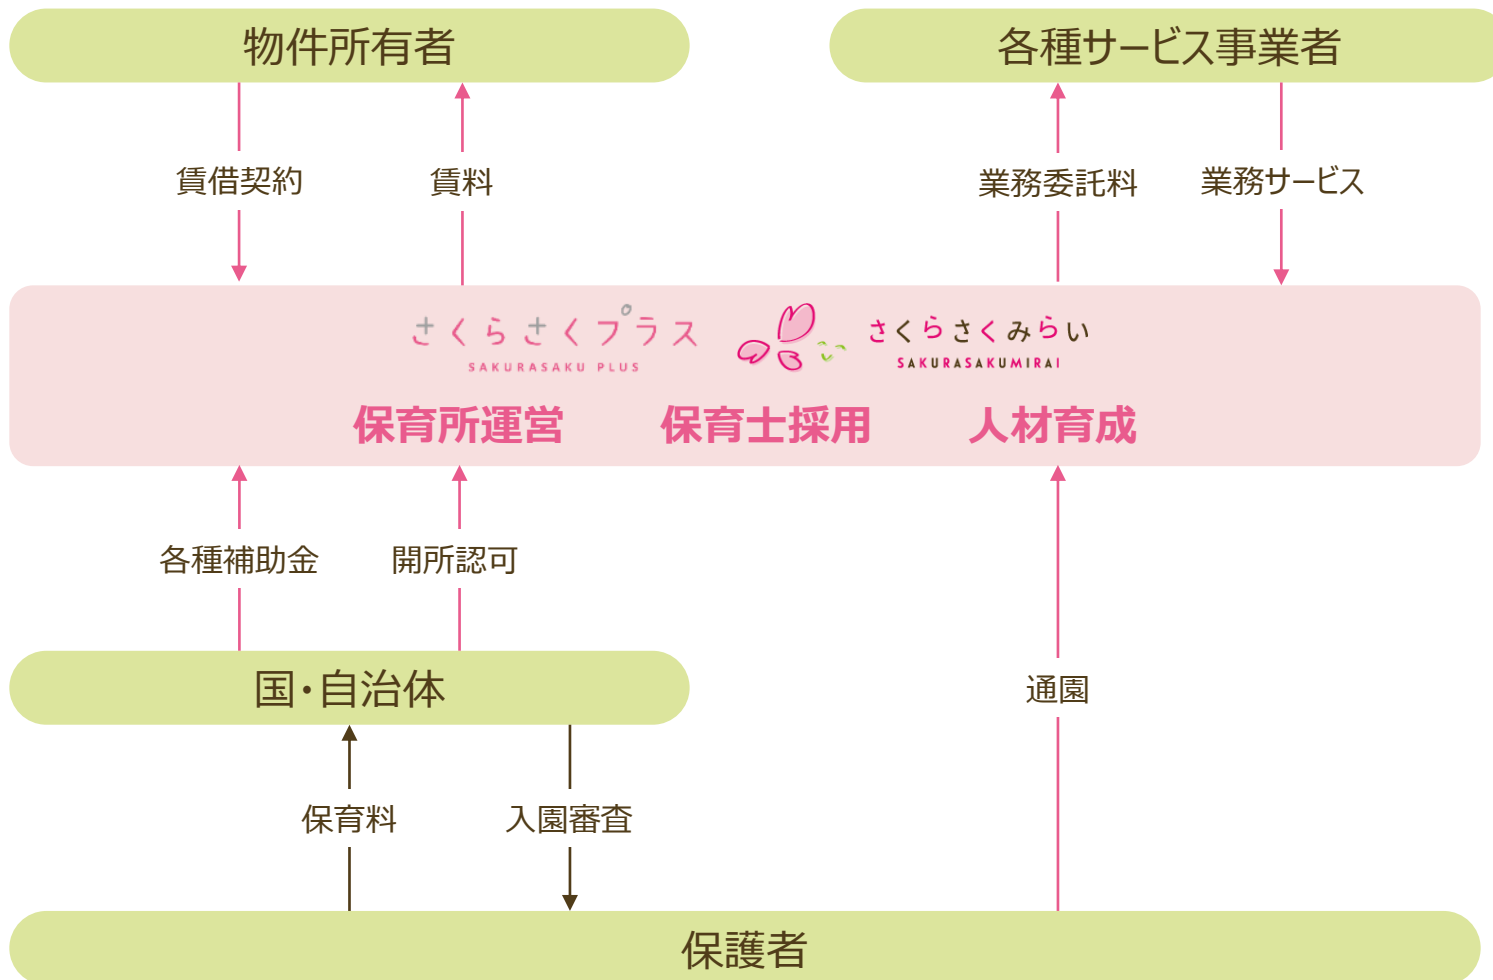 物件所有者
各種サービス事業者
賃借契約
賃料
業務委託料
業務サービス
さくらさくプラス
SAKURASAKU PLUS
さくらさくみらい
SAKURASAKUMIRAI
保育所運営
保育士採用
人材育成
各種補助金
開所認可
国・自治体
通園
保育料
入園審査
保護者